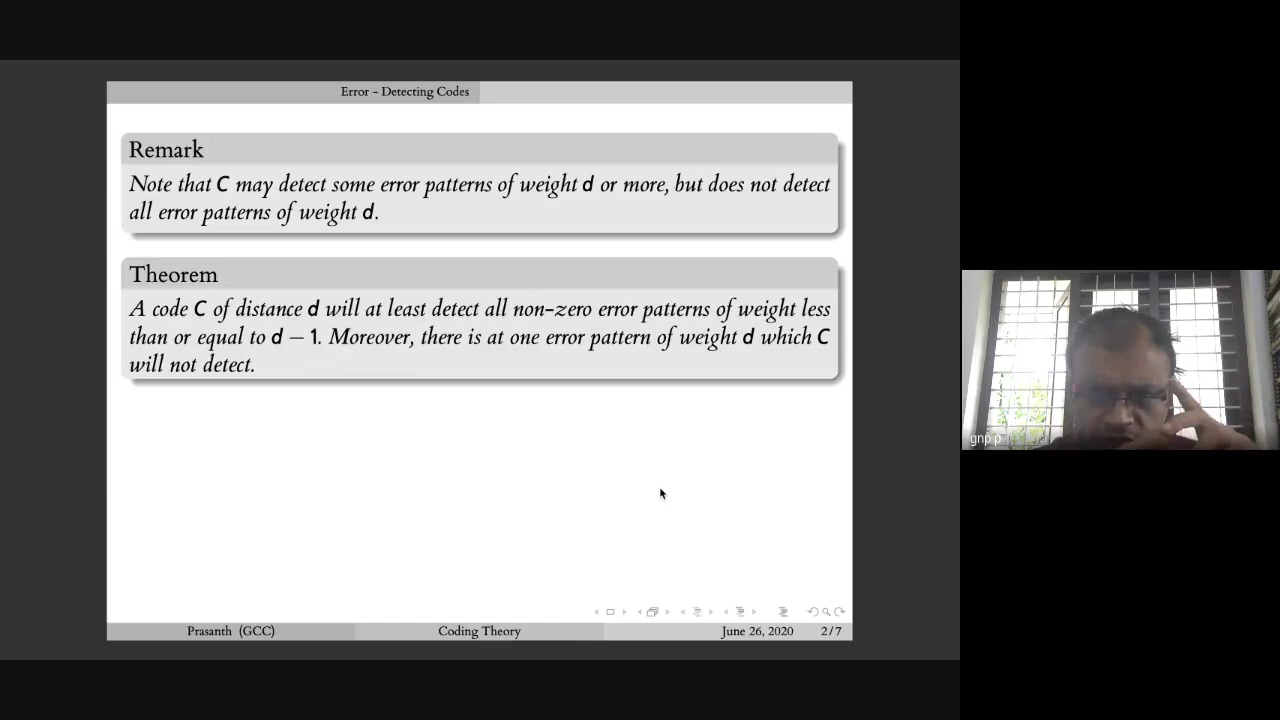 Error - Detecting Codes
Remark
Note that C may detect some error patterns of weight d or more, but does not detect
all error patterns of weight d.
Theorem
A code C of distance d will at least detect all non-zero error patterns of weight less
than or equal to d − 1. Moreover, there is at one error pattern of weight d which C
will not detect.
gnp p
Prasanth (GCC) Coding Theory June 26, 2020 2/7